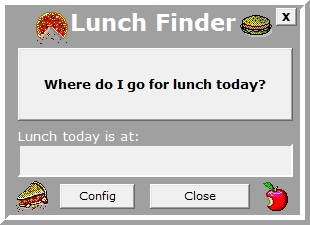 Lunch Finder
x
Where do I go for lunch today?
Lunch today is at:
Config
Close